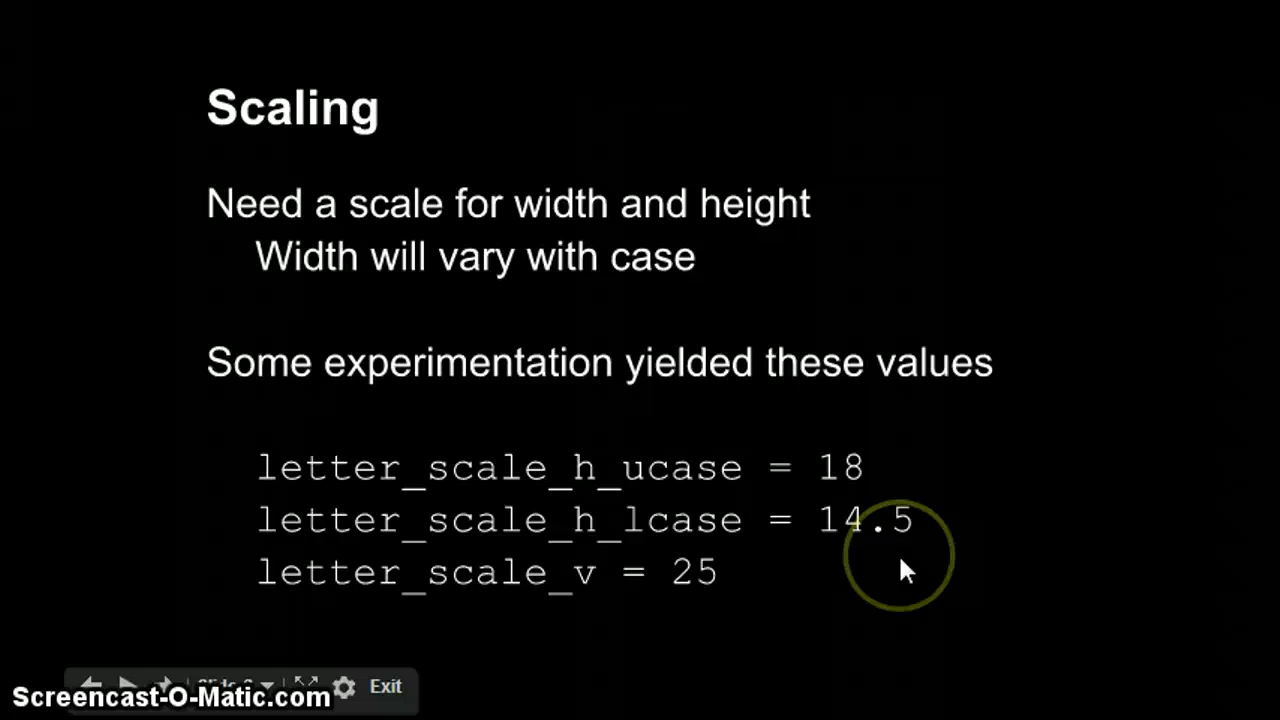 Scaling
Need a scale for width and height
Width will vary with case
Some experimentation yielded these values
letter_scale_h_ucase = 18
letter_scale_h_lcase = 14.5
letter_scale_v = 25
Exit
Screencast-O-Matic.com